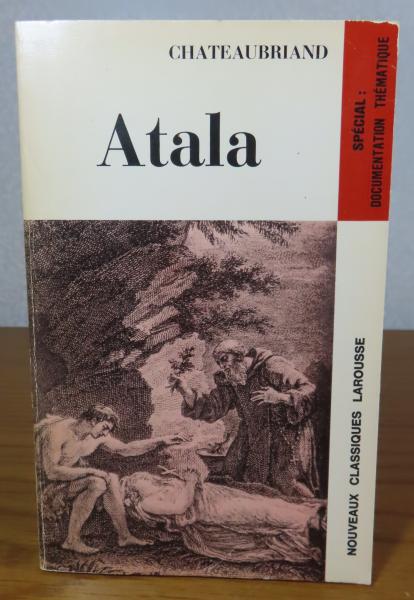 CHATEAUBRIAND
Atala
SPÉCIAL :
DOCUMENTATION THÉMATIQUE
NOUVEAUX CLASSIQUES LAROUSSE